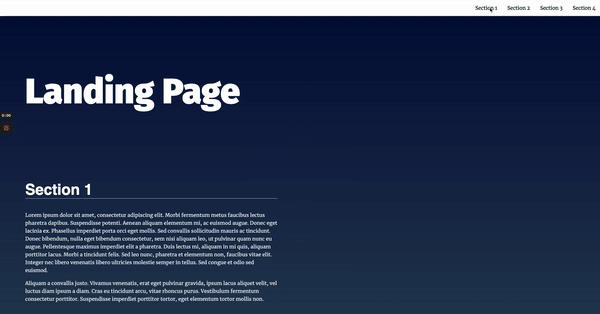 Section 1 Section 2 Section 3 Section 4
Landing Page
0:00
Section 1
Lorem ipsum dolor sit amet, consectetur adipiscing elit. Morbi fermentum metus faucibus lectus
pharetra dapibus. Suspendisse potenti. Aenean aliquam elementum mi, ac euismod augue. Donec eget
lacinia ex. Phasellus imperdiet porta orci eget mollis. Sed convallis sollicitudin mauris ac tincidunt.
Donec bibendum, nulla eget bibendum consectetur, sem nisi aliquam leo, ut pulvinar quam nunc eu
augue. Pellentesque maximus imperdiet elit a pharetra. Duis lectus mi, aliquam in mi quis, aliquam
porttitor lacus. Morbi a tincidunt felis. Sed leo nunc, pharetra et elementum non, faucibus vitae elit.
Integer nec libero venenatis libero ultricies molestie semper in tellus. Sed congue et odio sed
euismod.
Aliquam a convallis justo. Vivamus venenatis, erat eget pulvinar gravida, ipsum lacus aliquet velit, vel
luctus diam ipsum a diam. Cras eu tincidunt arcu, vitae rhoncus purus. Vestibulum fermentum
consectetur porttitor. Suspendisse imperdiet porttitor tortor, eget elementum tortor mollis non.